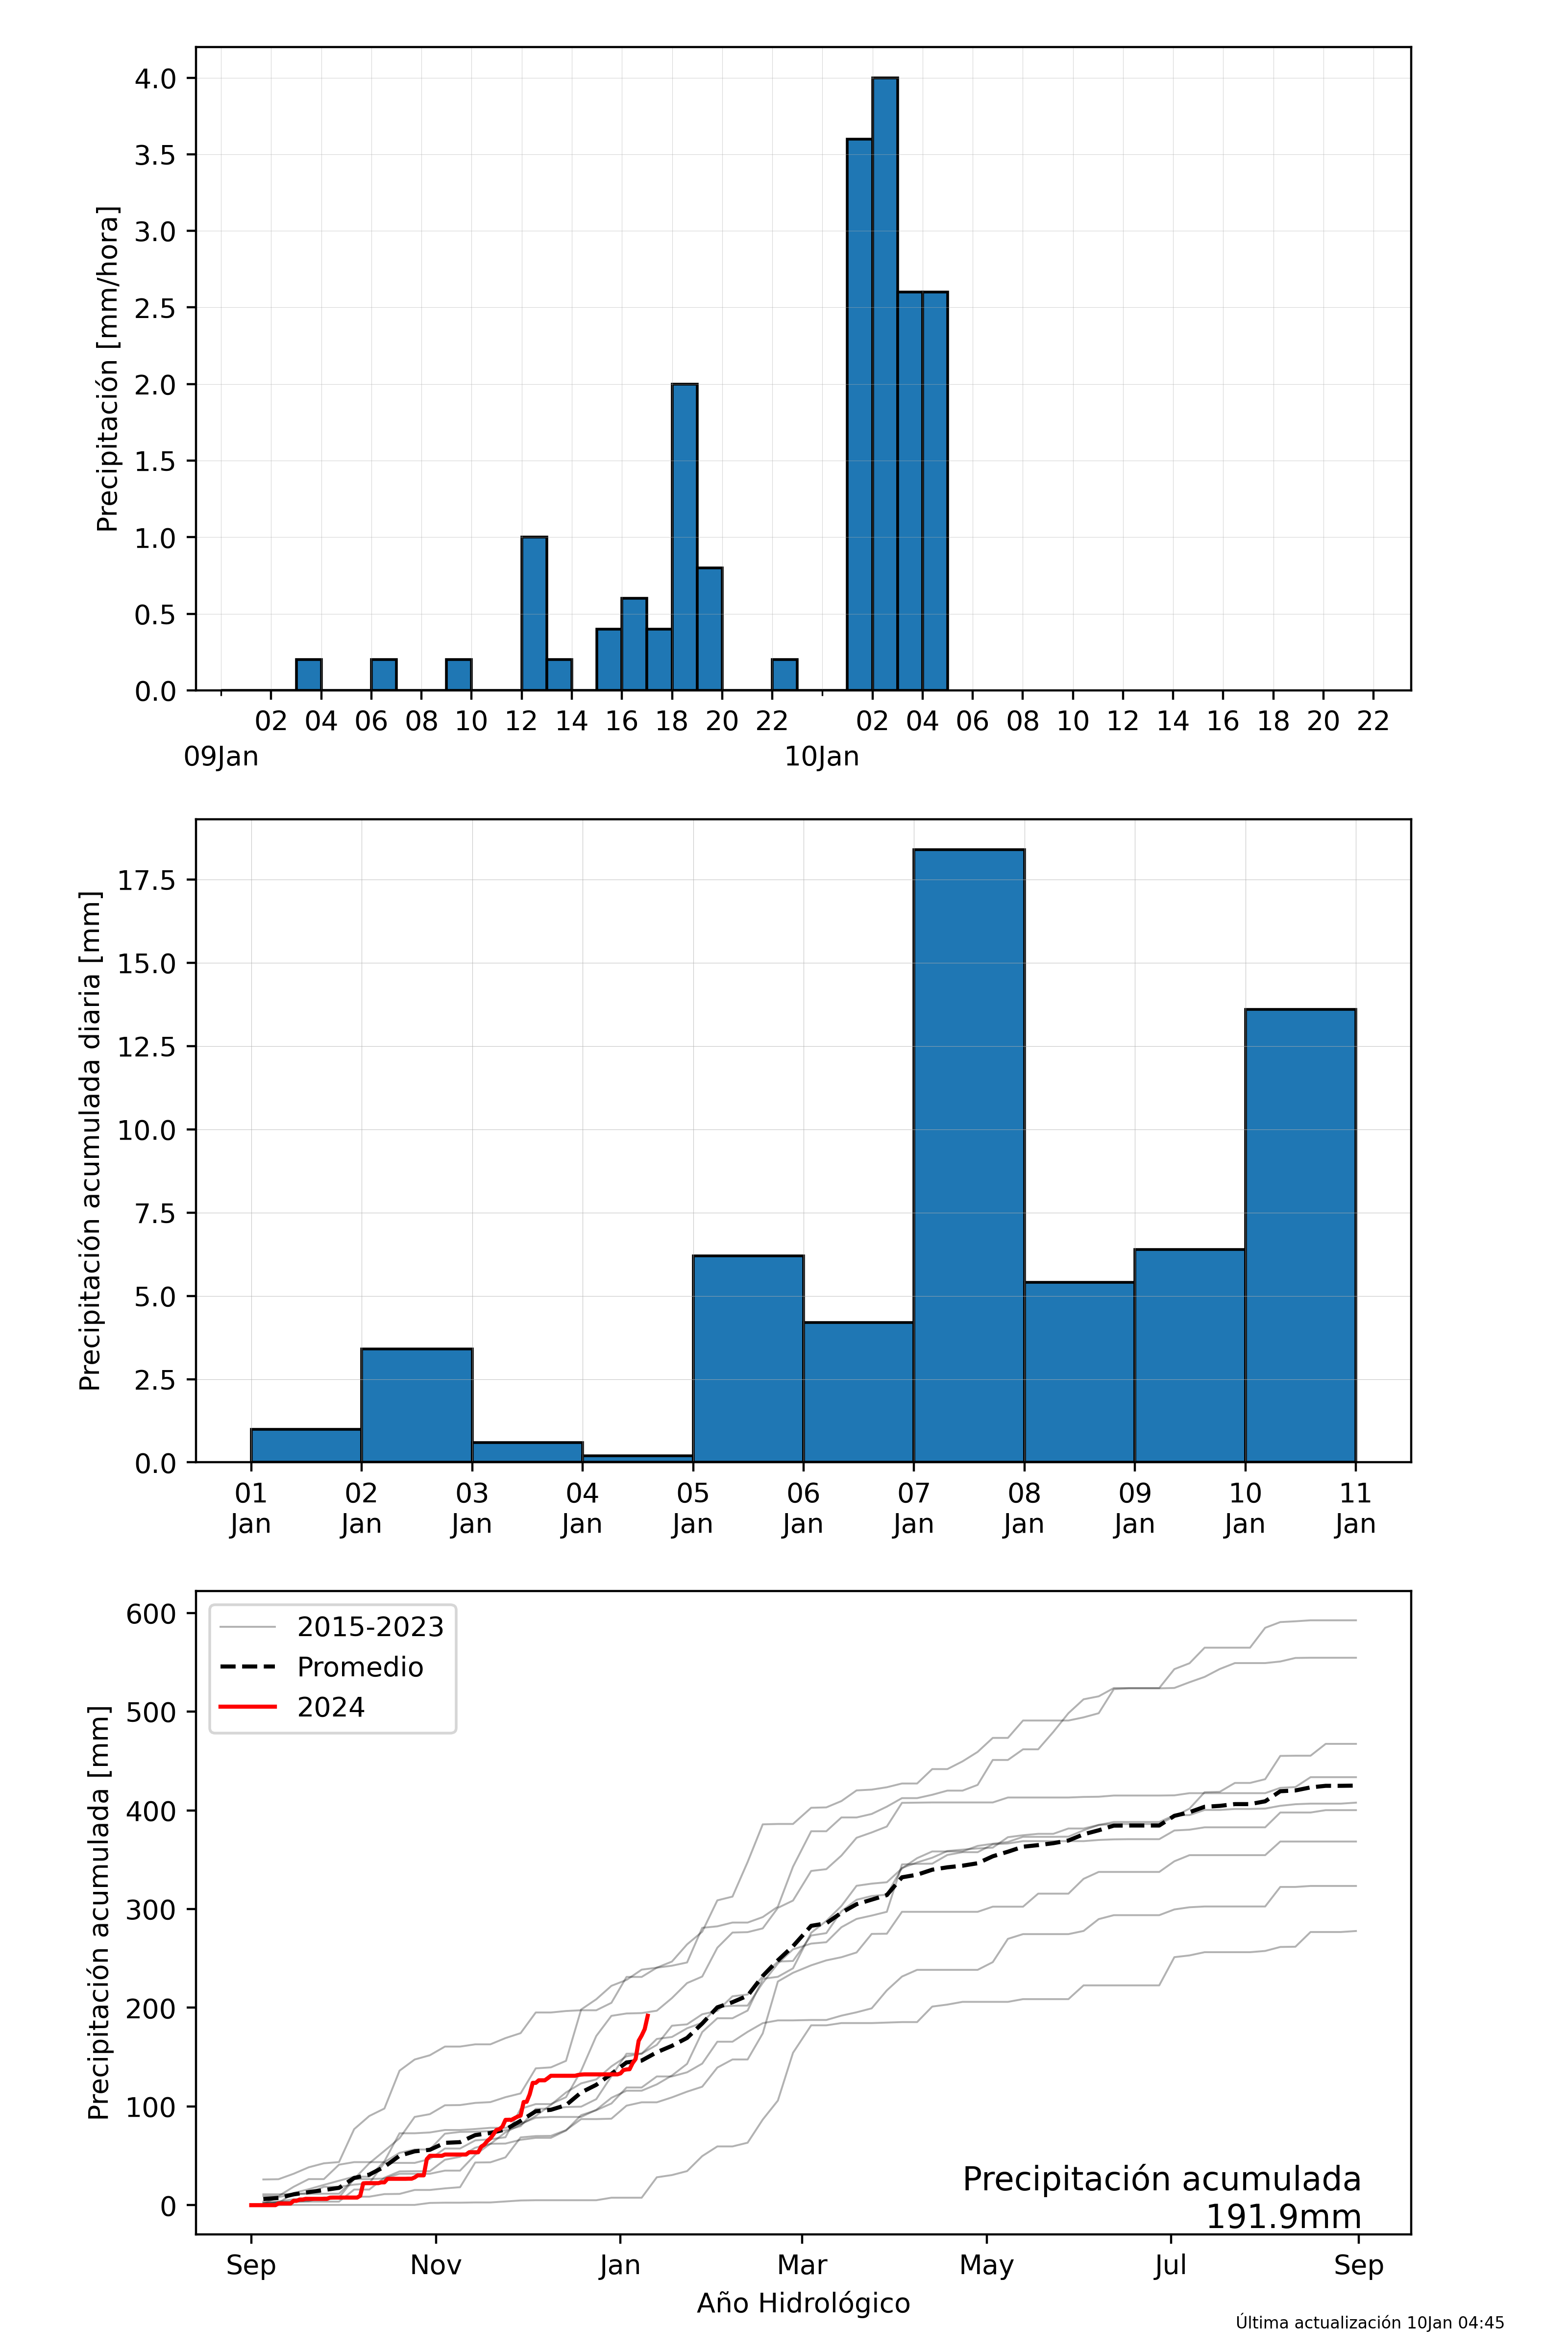 4.0
3.5
3.0
2.5
2.0
1.5
1.0
0.5
0.0
Precipitación [mm/hora]
02 04 06 08 10 12 14 16 18 20 22 02 04 06 08 10 12 14 16 18 20 22
09Jan 10Jan
17.5
15.0
12.5
10.0
7.5
5.0
2.5
0.0
Precipitación acumulada diaria [mm]
01 02 03 04 05 06 07 08 09 10 11
Jan Jan Jan Jan Jan Jan Jan Jan Jan Jan Jan
600
500
400
300
200
100
0
Precipitación acumulada [mm]
2015-2023
Promedio
2024
Precipitación acumulada
191.9mm
Sep Nov Jan Mar May Jul Sep
Año Hidrológico
Última actualización 10Jan 04:45